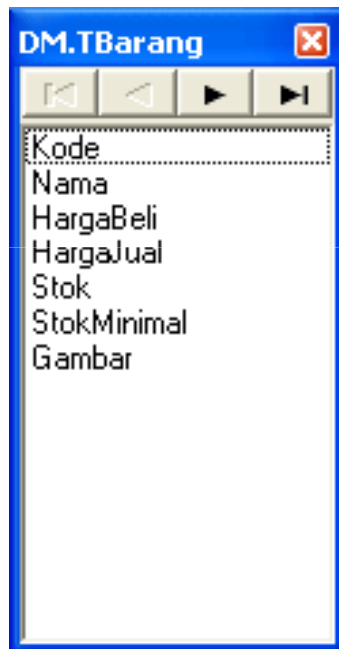 DM.TBarang
Kode
Nama
HargaBeli
HargaJual
Stok
StokMinimal
Gambar